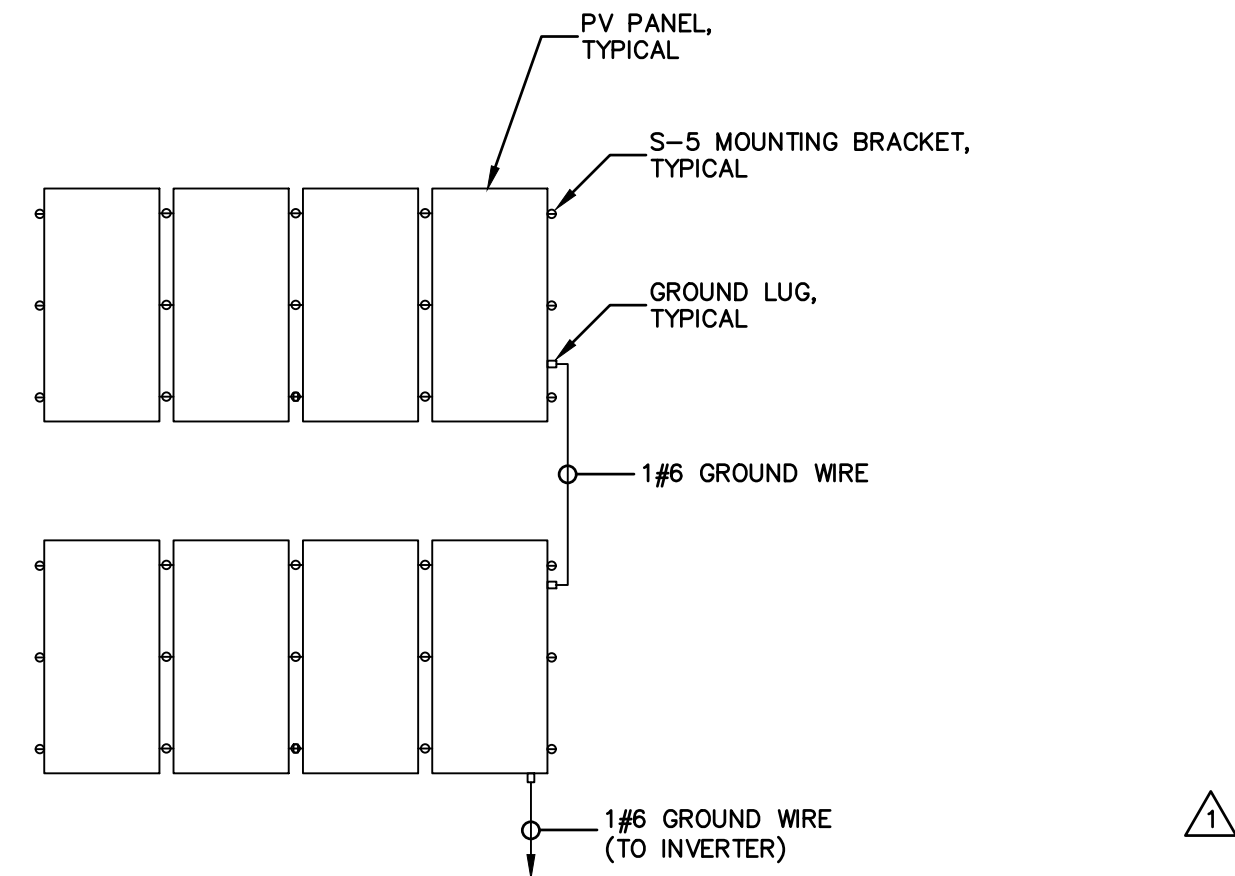 PV PANEL,
TYPICAL
S-5 MOUNTING BRACKET,
TYPICAL
GROUND LUG,
TYPICAL
1#6 GROUND WIRE
1#6 GROUND WIRE
(TO INVERTER)
1